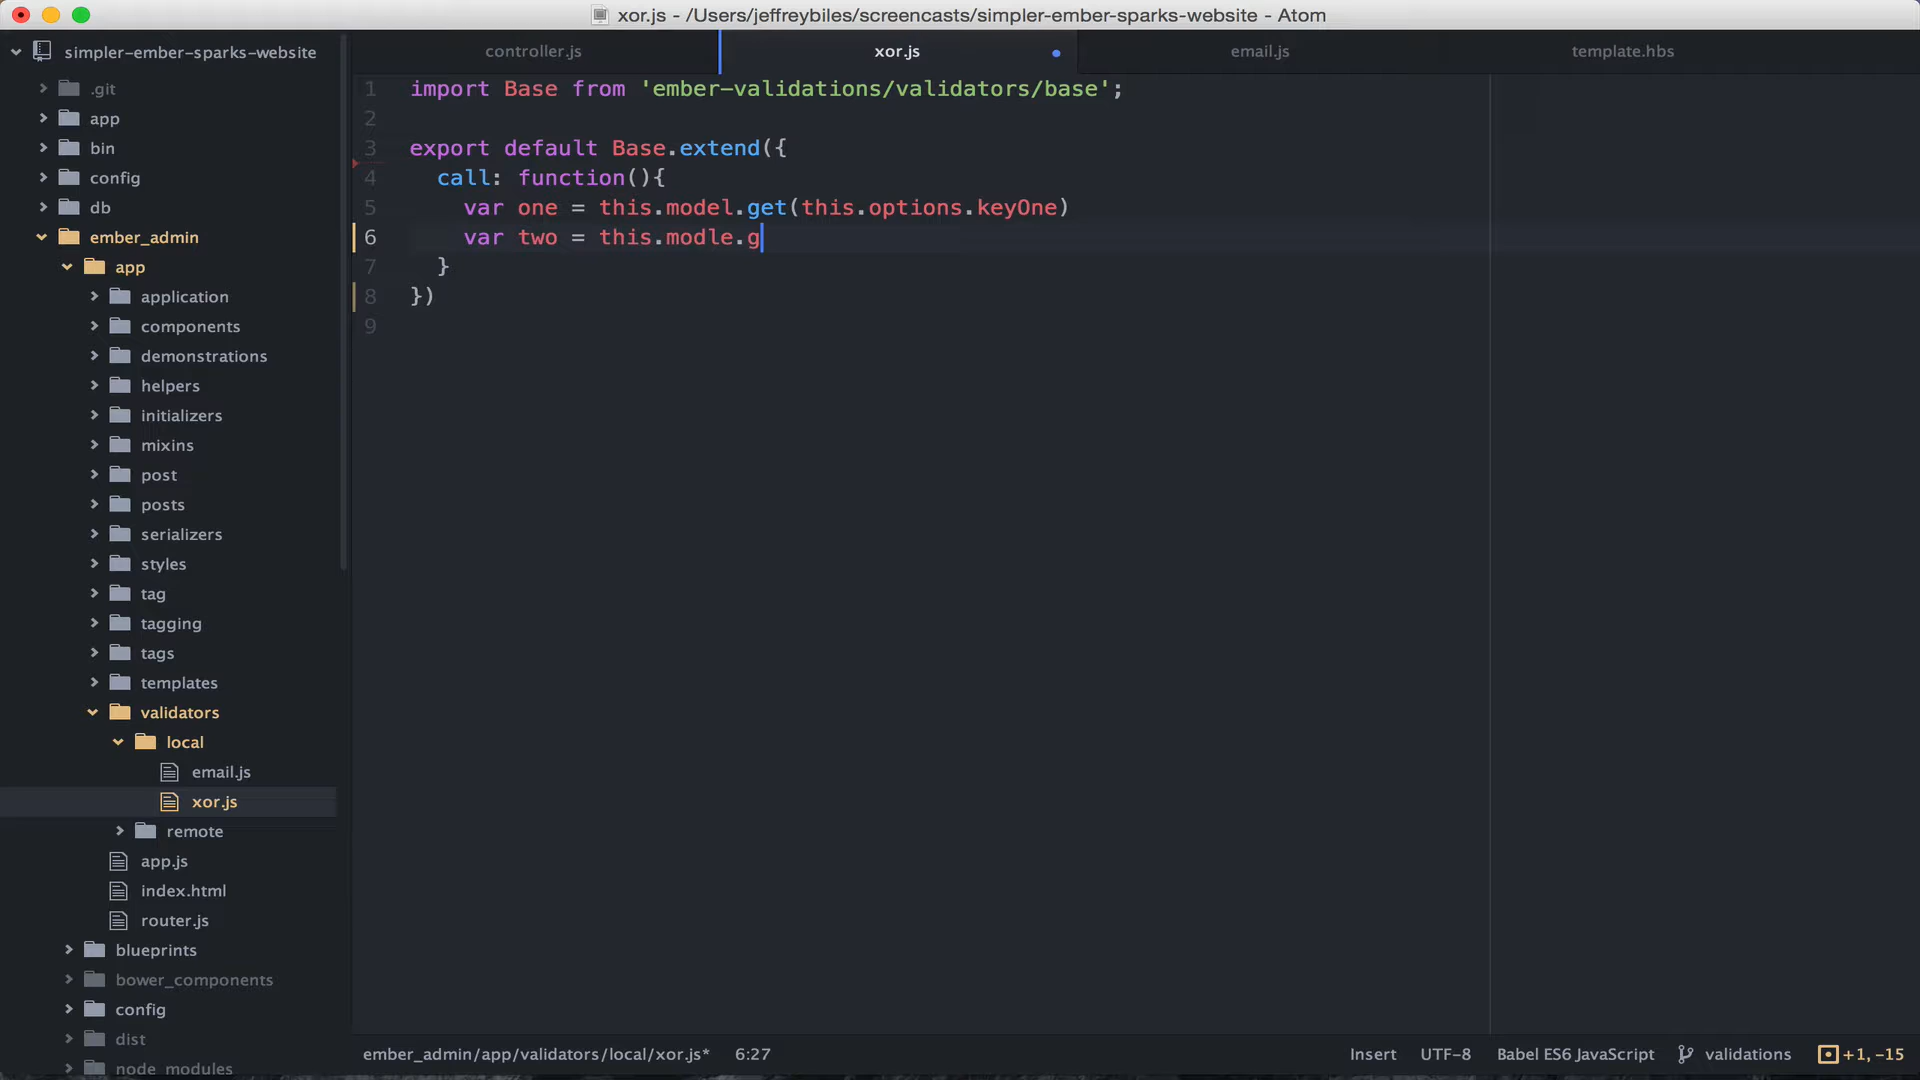 xor.js - /Users/jeffreybiles/screencasts/simpler-ember-sparks-website - Atom
simpler-ember-sparks-website
.git
app
bin
config
db
ember_admin
app
application
components
demonstrations
helpers
initializers
mixins
post
posts
serializers
styles
tag
tagging
tags
templates
validators
local
email.js
xor.js
remote
app.js
index.html
router.js
blueprints
bower_components
config
dist
node_modules
controller.js
xor.js
email.js
template.hbs
1 import Base from 'ember-validations/validators/base';
2
3 export default Base.extend({
4 call: function(){
5 var one = this.model.get(this.options.keyOne)
6 var two = this.modle.g
7 }
8 })
9
ember_admin/app/validators/local/xor.js* 6:27 Insert UTF-8 Babel ES6 JavaScript validations +1, -15